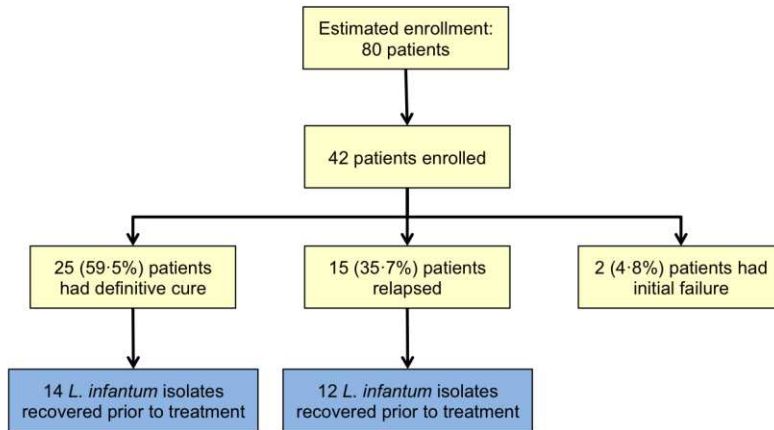 Estimated enrollment:
80 patients
42 patients enrolled
25 (59·5%) patients
had definitive cure
15 (35·7%) patients
relapsed
2 (4·8%) patients had
initial failure
14 L. infantum isolates
recovered prior to treatment
12 L. infantum isolates
recovered prior to treatment